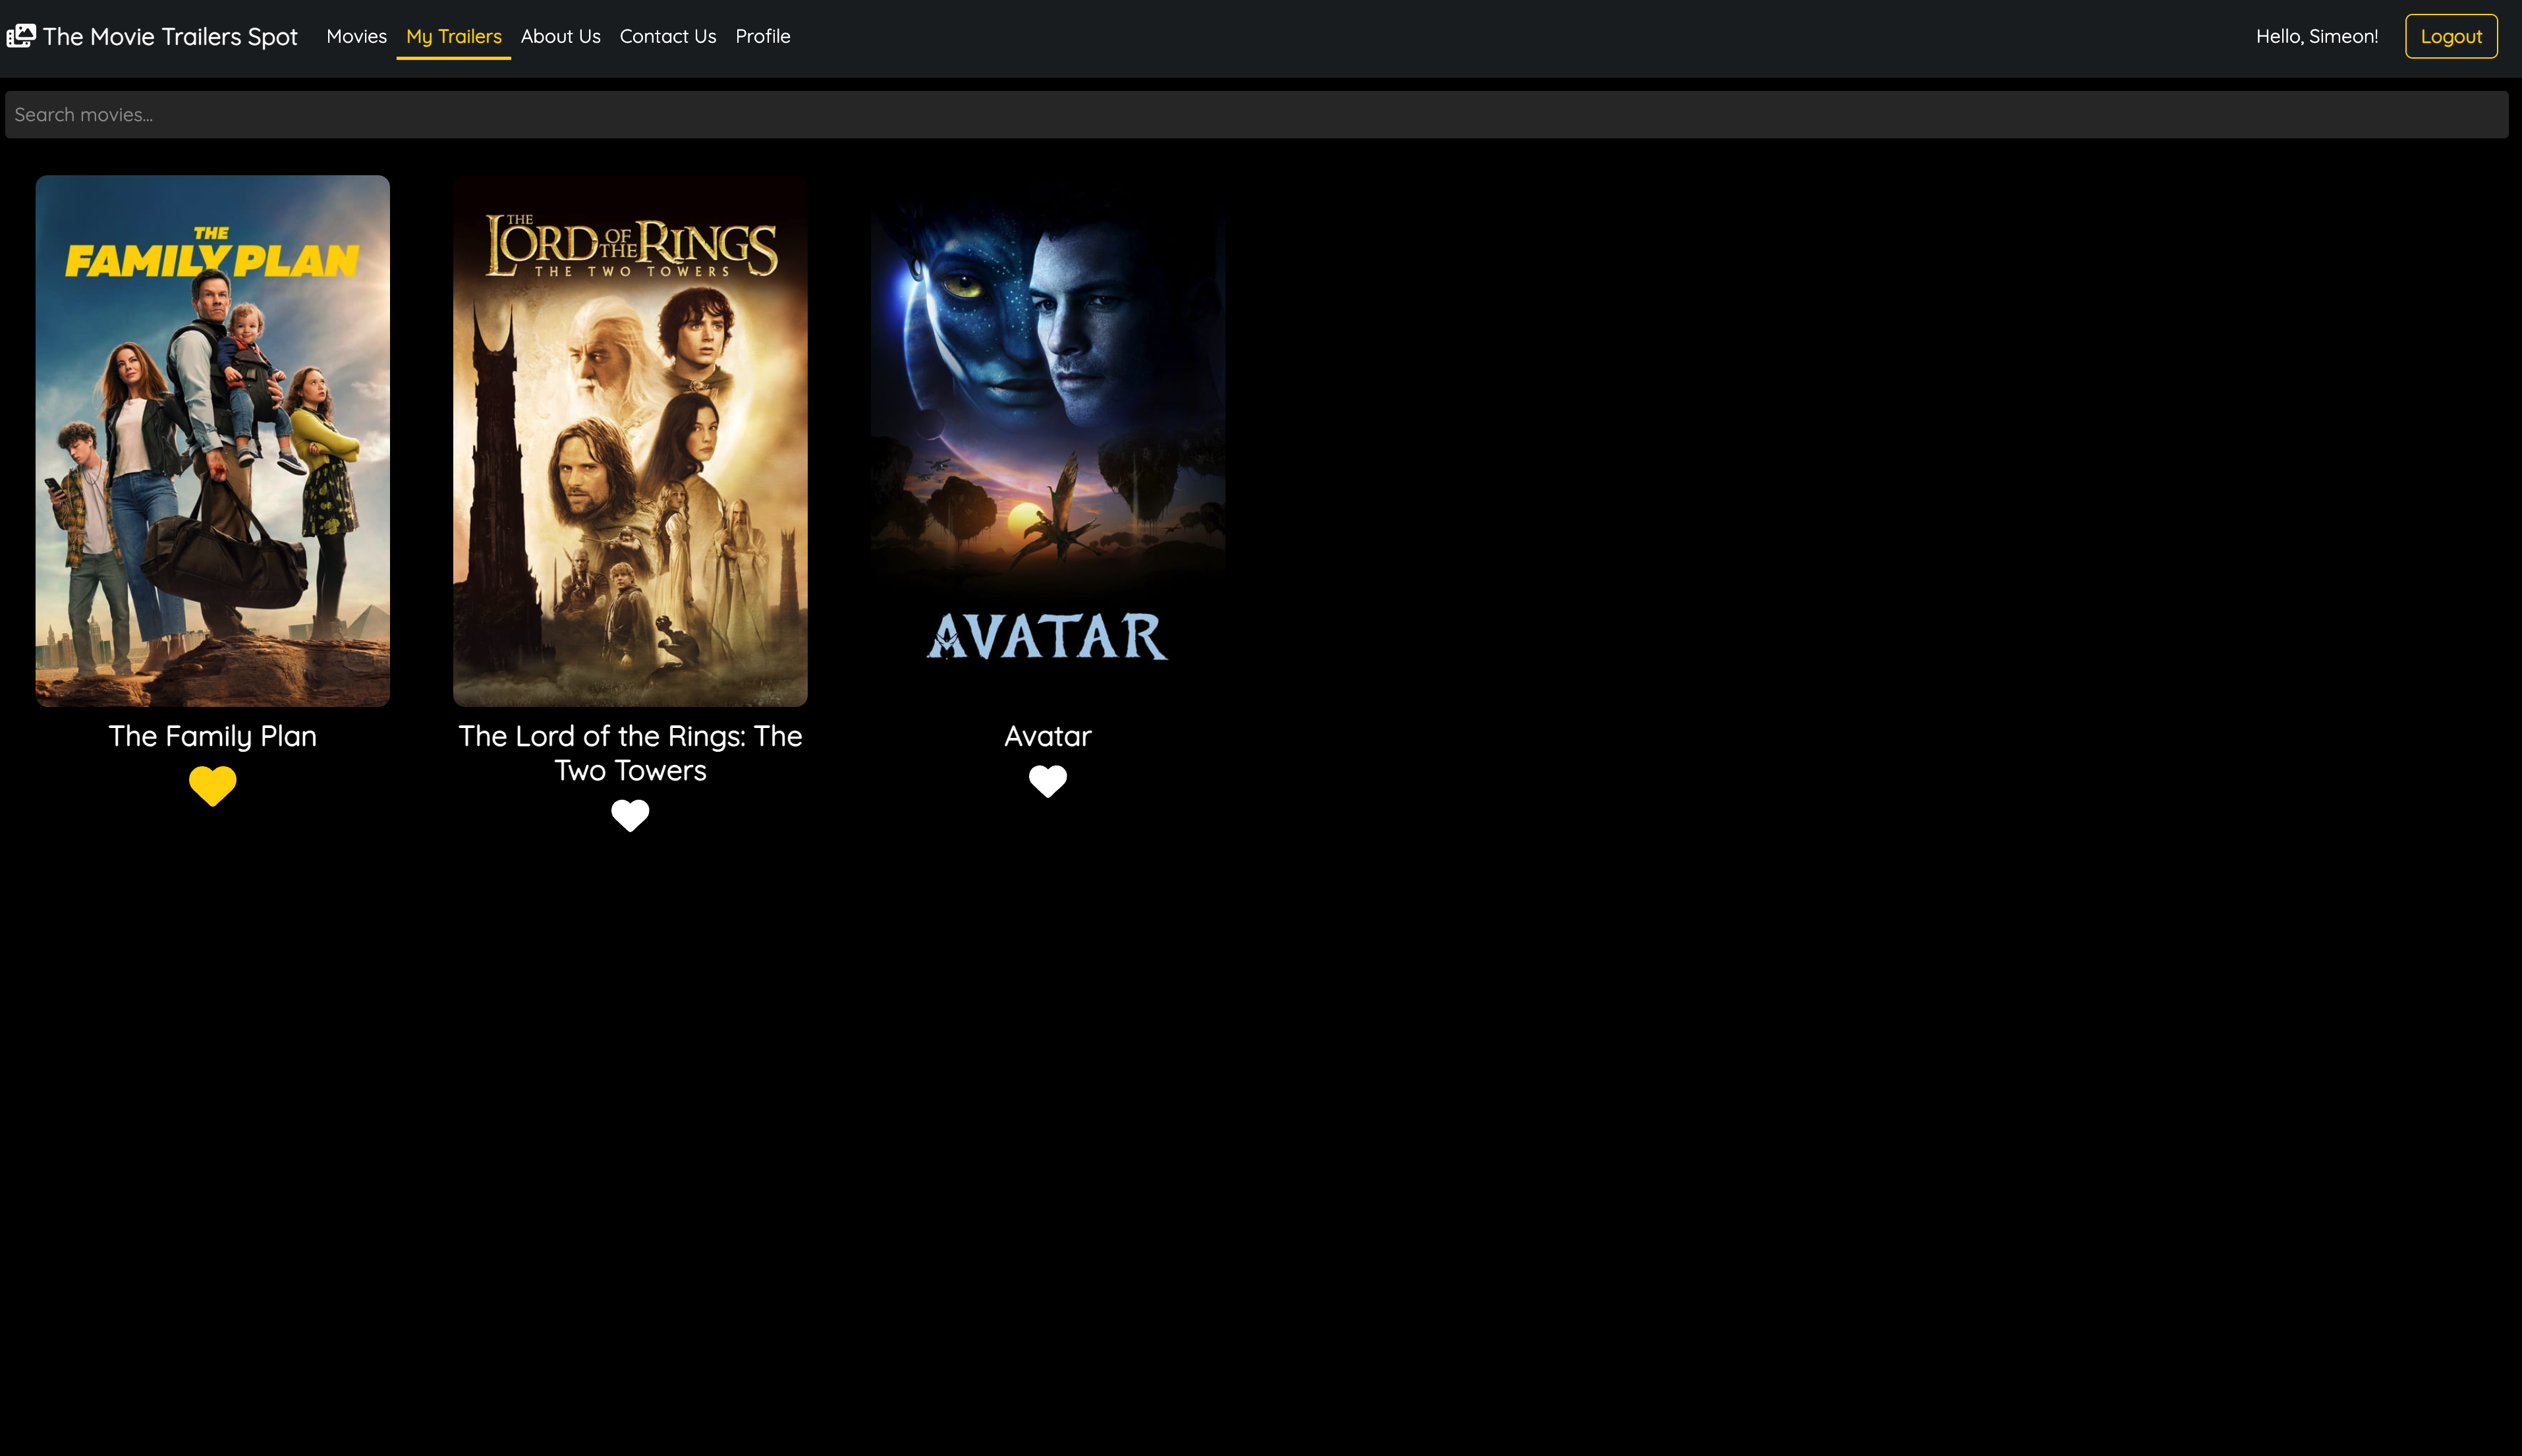 The Movie Trailers Spot
Movies
My Trailers
About Us
Contact Us
Profile
Hello, Simeon!
Logout
Search movies...
THE
FAMILY PLAN
THE
LORD OF THE RINGS
THE TWO TOWERS
AVATAR
The Family Plan
The Lord of the Rings: The
Two Towers
Avatar